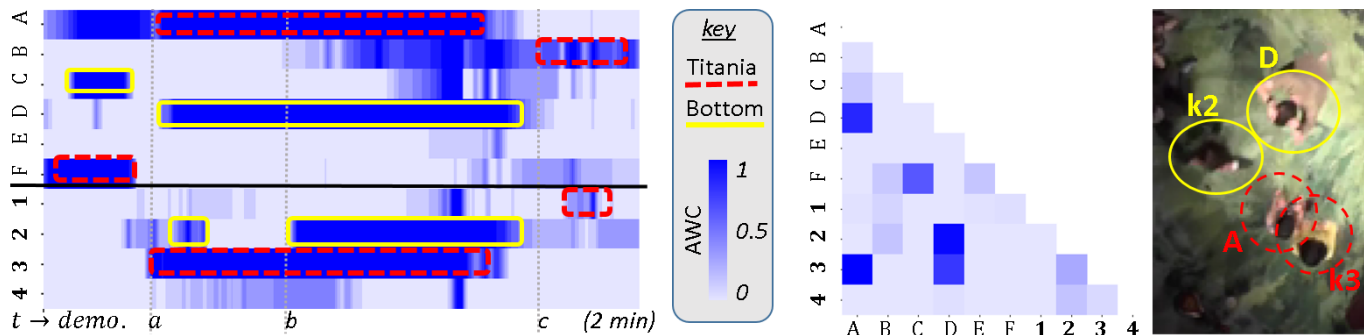 A
B
C
D
E
F
1
2
3
4
t → demo. a b c (2 min)
key
Titania
Bottom
AWC
1
0.5
0
A
B
C
D
E
F
1
2
3
4
A B C D E F 1 2 3 4
D
k2
A
k3